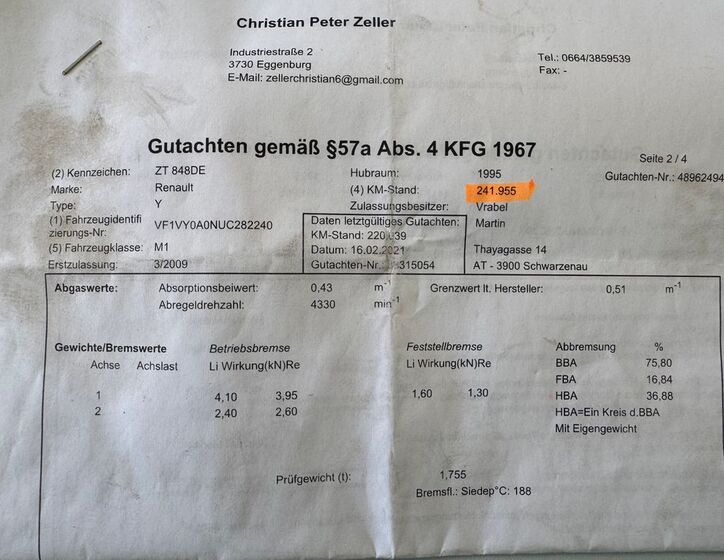 Christian Peter Zeller
Industriestraße 2
3730 Eggenburg
E-Mail: zellerchristian6@gmail.com
Tel.: 0664/3859539
Fax: -
Gutachten gemäß §57a Abs. 4 KFG 1967
Seite 2 / 4
Gutachten-Nr.: 48962494
(2) Kennzeichen: ZT 848DE
Marke: Renault
Type: Y
(1) Fahrzeugidentifi
zierungs-Nr: VF1VY0A0NUC282240
(5) Fahrzeugklasse: M1
Erstzulassung: 3/2009
Hubraum: 1995
(4) KM-Stand: 241.955
Zulassungsbesitzer: Vrabel
Martin
Thayagasse 14
AT - 3900 Schwarzenau
Daten letztgültiges Gutachten:
KM-Stand: 220.039
Datum: 16.02.2021
Gutachten-Nr.: 315054
Abgaswerte: Absorptionsbeiwert: 0,43 m-1 Grenzwert lt. Hersteller: 0,51 m-1
Abregeldrehzahl: 4330 min-1
Gewichte/Bremswerte Betriebsbremse Feststellbremse Abbremsung %
Achse Achslast Li Wirkung(kN)Re Li Wirkung(kN)Re BBA 75,80
FBA 16,84
1 4,10 3,95 1,60 1,30 HBA 36,88
2 2,40 2,60 HBA=Ein Kreis d.BBA
Mit Eigengewicht
Prüfgewicht (t): 1,755
Bremsfl.: Siedep°C: 188